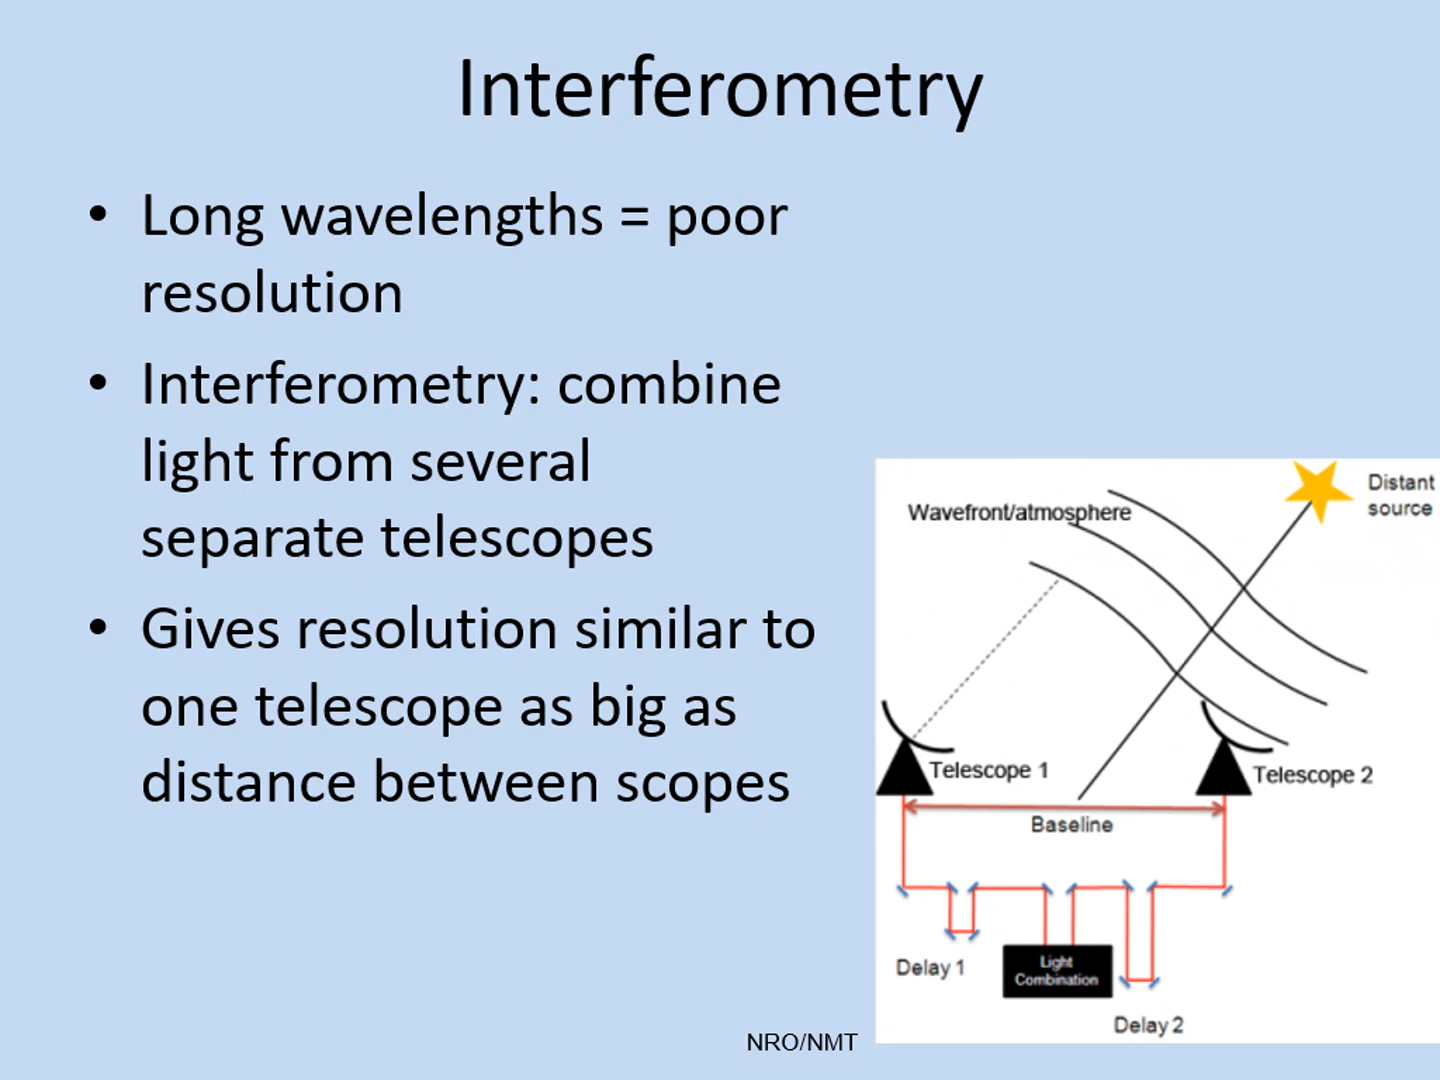 Interferometry
• Long wavelengths = poor
resolution
• Interferometry: combine
light from several
separate telescopes
• Gives resolution similar to
one telescope as big as
distance between scopes
Distant
source
Wavefront/atmosphere
Telescope 1
Telescope 2
Baseline
Delay 1
Light
Combination
Delay 2
NRO/NMT